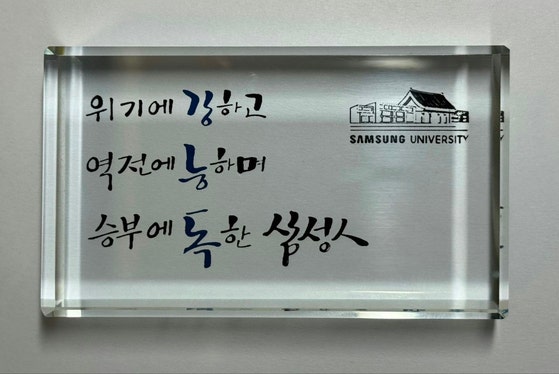 위기에 강하고
역전에 능하며
승부에 독한 삼성人
SAMSUNG UNIVERSITY